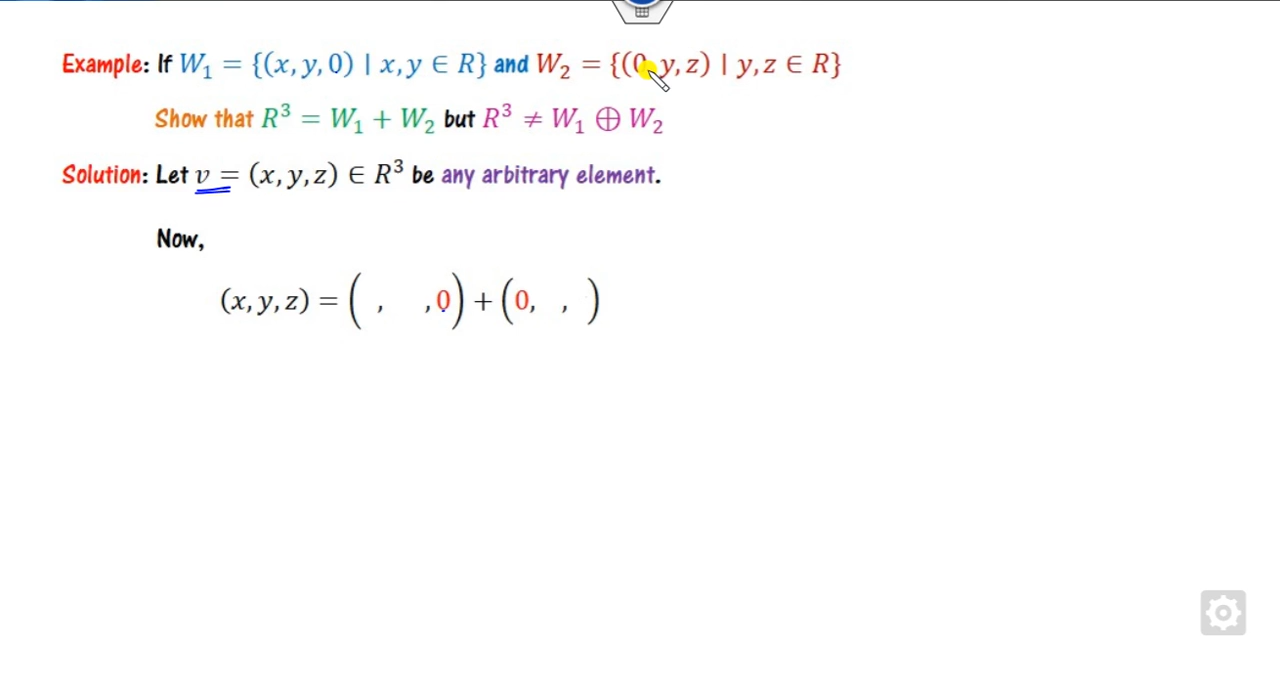 Example: If W₁ = {(x, y, 0) | x, y ∈ R} and W₂ = {(0, y, z) | y, z ∈ R}
Show that R³ = W₁ + W₂ but R³ ≠ W₁ ⊕ W₂
Solution: Let v = (x, y, z) ∈ R³ be any arbitrary element.
Now,
(x, y, z) = ( , , 0) + (0, , )